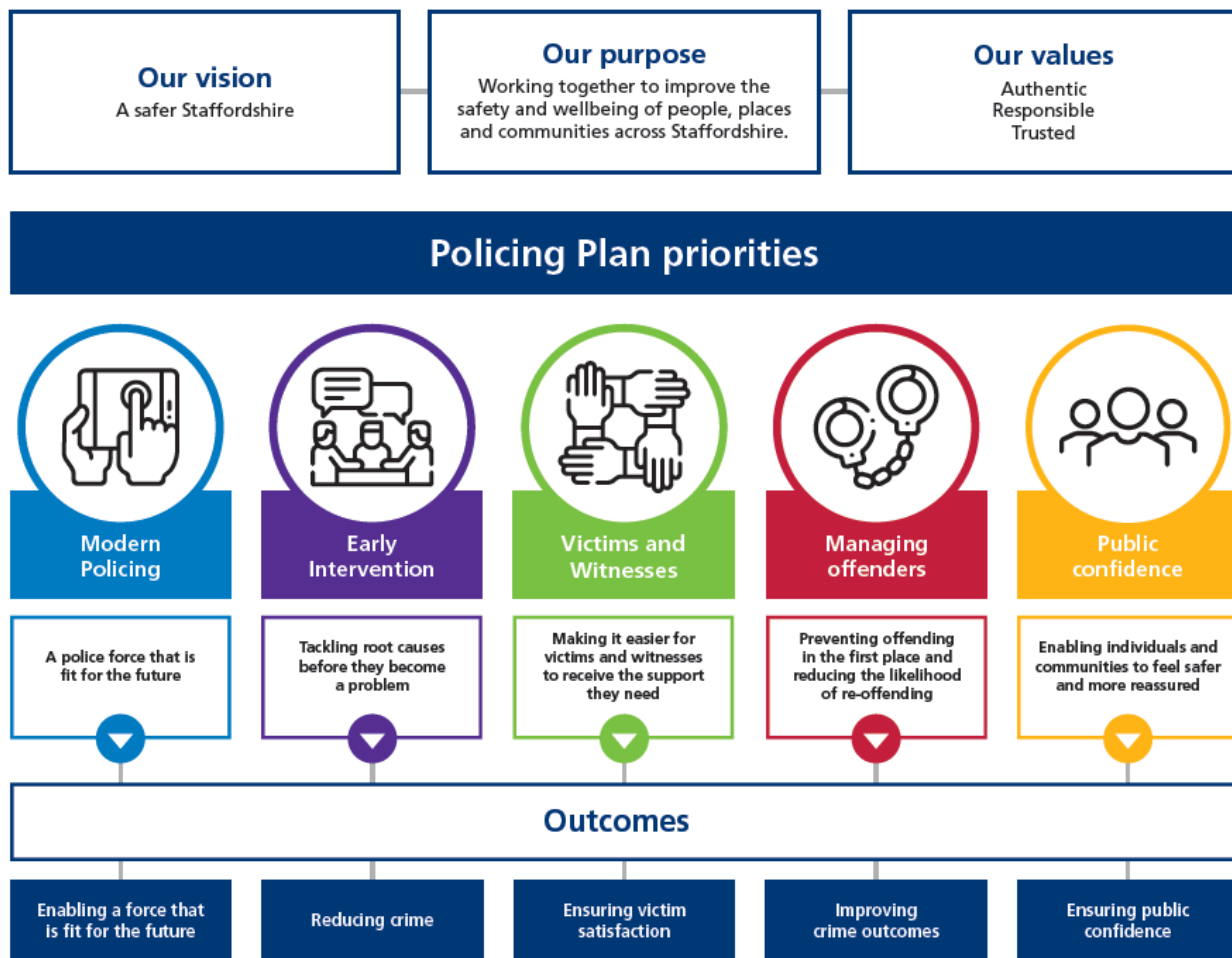 Our vision
A safer Staffordshire
Our purpose
Working together to improve the
safety and wellbeing of people, places
and communities across Staffordshire.
Our values
Authentic
Responsible
Trusted
Policing Plan priorities
Modern
Policing
Early
Intervention
Victims and
Witnesses
Managing
offenders
Public
confidence
A police force that is
fit for the future
Tackling root causes
before they become
a problem
Making it easier for
victims and witnesses
to receive the support
they need
Preventing offending
in the first place and
reducing the likelihood
of re-offending
Enabling individuals and
communities to feel safer
and more reassured
Outcomes
Enabling a force that
is fit for the future
Reducing crime
Ensuring victim
satisfaction
Improving
crime outcomes
Ensuring public
confidence